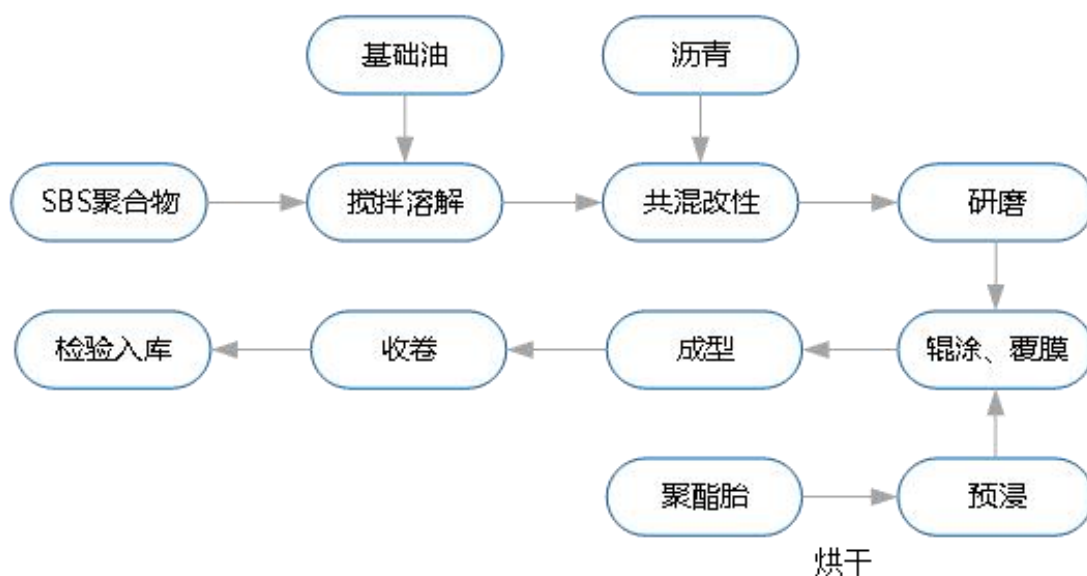 基础油
沥青
SBS聚合物
搅拌溶解
共混改性
研磨
检验入库
收卷
成型
辊涂、覆膜
聚酯胎
预浸
烘干